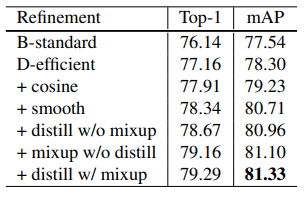 Refinement Top-1 mAP
B-standard 76.14 77.54
D-efficient 77.16 78.30
+ cosine 77.91 79.23
+ smooth 78.34 80.71
+ distill w/o mixup 78.67 80.96
+ mixup w/o distill 79.16 81.10
+ distill w/ mixup 79.29 81.33